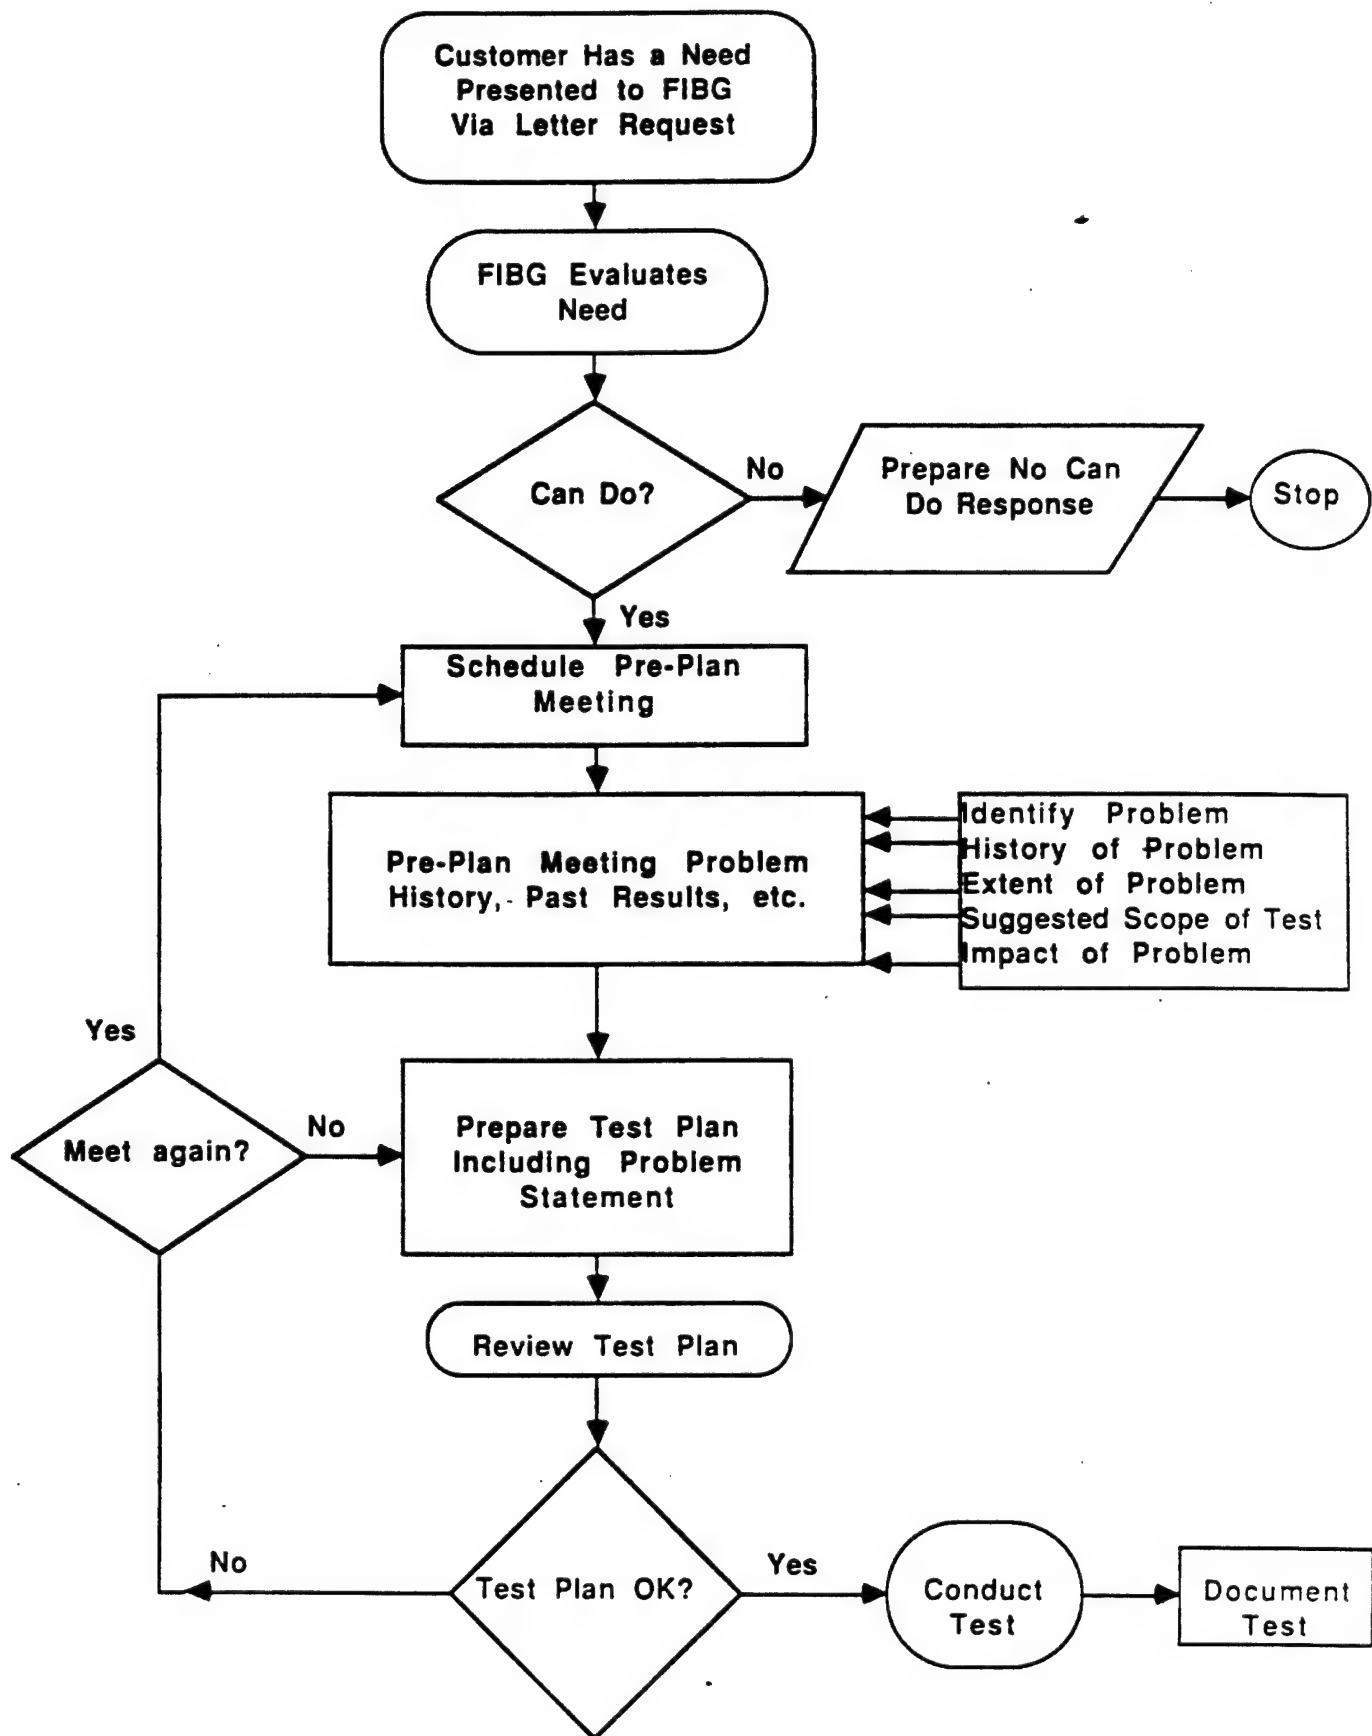 Customer Has a Need
Presented to FIBG
Via Letter Request
FIBG Evaluates
Need
Can Do?
No
Prepare No Can
Do Response
Stop
Yes
Schedule Pre-Plan
Meeting
Pre-Plan Meeting Problem
History, Past Results, etc.
Identify Problem
History of Problem
Extent of Problem
Suggested Scope of Test
Impact of Problem
Yes
Meet again?
No
Prepare Test Plan
Including Problem
Statement
Review Test Plan
No
Test Plan OK?
Yes
Conduct
Test
Document
Test